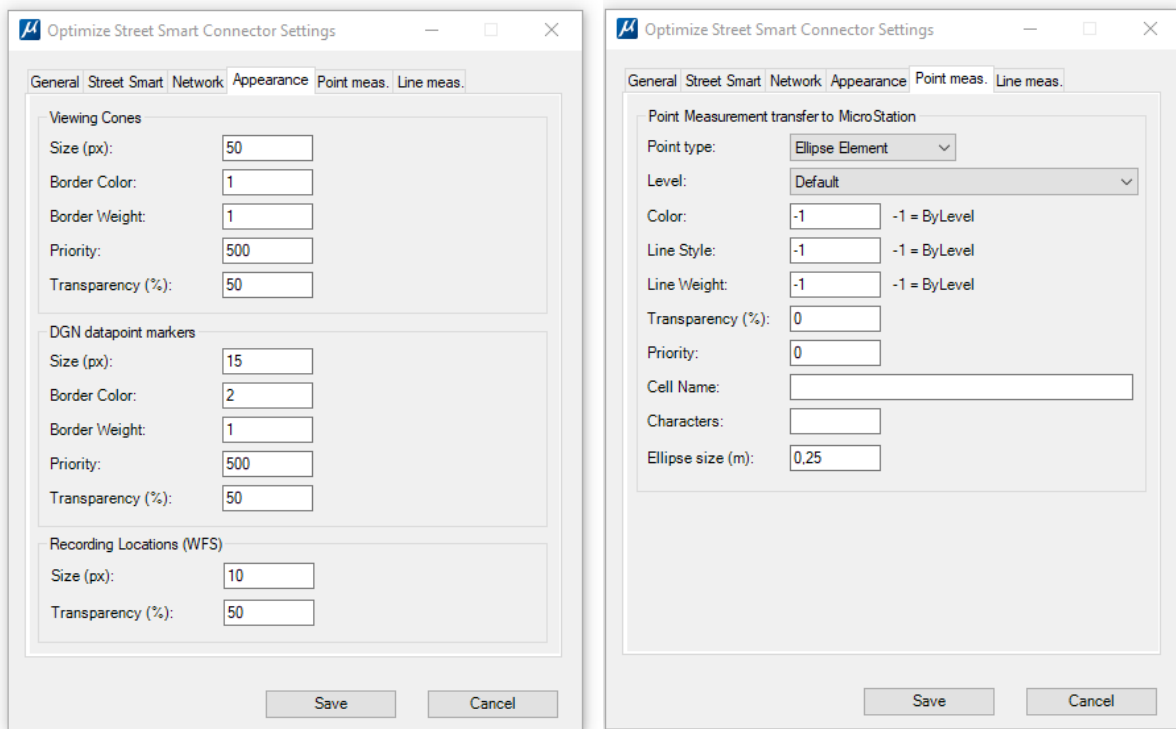 Optimize Street Smart Connector Settings
General Street Smart Network Appearance Point meas. Line meas.
Viewing Cones
Size (px): 50
Border Color: 1
Border Weight: 1
Priority: 500
Transparency (%): 50
DGN datapoint markers
Size (px): 15
Border Color: 2
Border Weight: 1
Priority: 500
Transparency (%): 50
Recording Locations (WFS)
Size (px): 10
Transparency (%): 50
Save Cancel
Optimize Street Smart Connector Settings
General Street Smart Network Appearance Point meas. Line meas.
Point Measurement transfer to MicroStation
Point type: Ellipse Element
Level: Default
Color: -1 -1 = ByLevel
Line Style: -1 -1 = ByLevel
Line Weight: -1 -1 = ByLevel
Transparency (%): 0
Priority: 0
Cell Name:
Characters:
Ellipse size (m): 0,25
Save Cancel